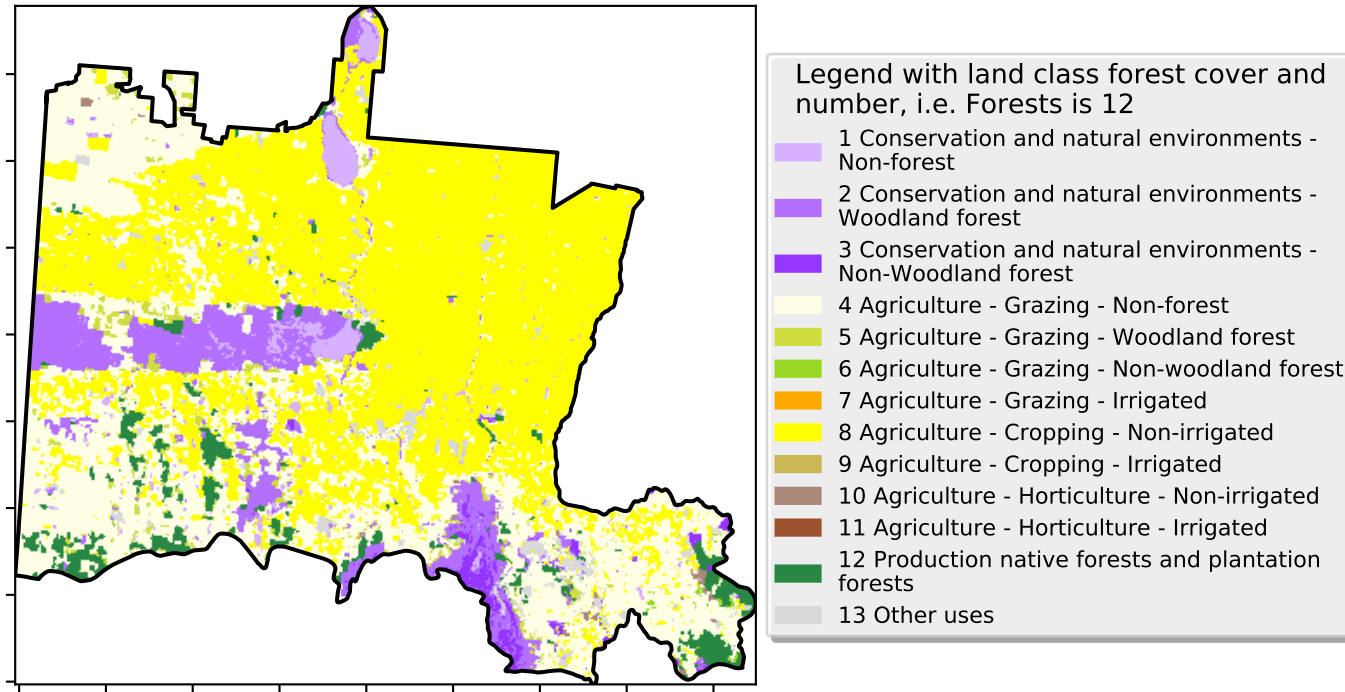 Legend with land class forest cover and
number, i.e. Forests is 12
1 Conservation and natural environments -
Non-forest
2 Conservation and natural environments -
Woodland forest
3 Conservation and natural environments -
Non-Woodland forest
4 Agriculture - Grazing - Non-forest
5 Agriculture - Grazing - Woodland forest
6 Agriculture - Grazing - Non-woodland forest
7 Agriculture - Grazing - Irrigated
8 Agriculture - Cropping - Non-irrigated
9 Agriculture - Cropping - Irrigated
10 Agriculture - Horticulture - Non-irrigated
11 Agriculture - Horticulture - Irrigated
12 Production native forests and plantation
forests
13 Other uses